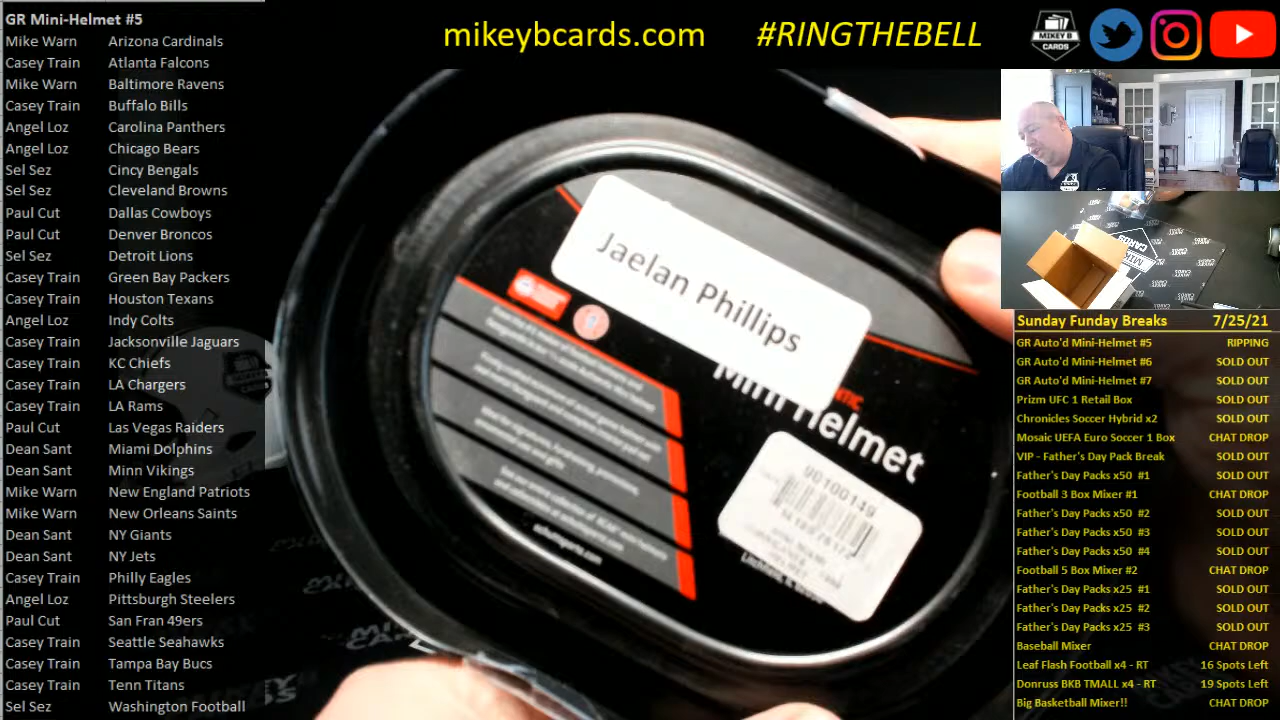 GR Mini-Helmet #5
Mike Warn Arizona Cardinals
Casey Train Atlanta Falcons
Mike Warn Baltimore Ravens
Casey Train Buffalo Bills
Angel Loz Carolina Panthers
Angel Loz Chicago Bears
Sel Sez Cincy Bengals
Sel Sez Cleveland Browns
Paul Cut Dallas Cowboys
Paul Cut Denver Broncos
Sel Sez Detroit Lions
Casey Train Green Bay Packers
Casey Train Houston Texans
Angel Loz Indy Colts
Casey Train Jacksonville Jaguars
Casey Train KC Chiefs
Casey Train LA Chargers
Casey Train LA Rams
Paul Cut Las Vegas Raiders
Dean Sant Miami Dolphins
Dean Sant Minn Vikings
Mike Warn New England Patriots
Mike Warn New Orleans Saints
Dean Sant NY Giants
Dean Sant NY Jets
Casey Train Philly Eagles
Angel Loz Pittsburgh Steelers
Paul Cut San Fran 49ers
Casey Train Seattle Seahawks
Casey Train Tampa Bay Bucs
Casey Train Tenn Titans
Sel Sez Washington Football
mikeybcards.com #RINGTHEBELL
MIKEY B
CARDS
Jaelan Phillips
Mini Helmet
00100149
Sunday Funday Breaks 7/25/21
GR Auto'd Mini-Helmet #5 RIPPING
GR Auto'd Mini-Helmet #6 SOLD OUT
GR Auto'd Mini-Helmet #7 SOLD OUT
Prizm UFC 1 Retail Box SOLD OUT
Chronicles Soccer Hybrid x2 SOLD OUT
Mosaic UEFA Euro Soccer 1 Box CHAT DROP
VIP - Father's Day Pack Break SOLD OUT
Father's Day Packs x50 #1 SOLD OUT
Football 3 Box Mixer #1 CHAT DROP
Father's Day Packs x50 #2 SOLD OUT
Father's Day Packs x50 #3 SOLD OUT
Father's Day Packs x50 #4 SOLD OUT
Football 5 Box Mixer #2 CHAT DROP
Father's Day Packs x25 #1 SOLD OUT
Father's Day Packs x25 #2 SOLD OUT
Father's Day Packs x25 #3 SOLD OUT
Baseball Mixer CHAT DROP
Leaf Flash Football x4 - RT 16 Spots Left
Donruss BKB TMALL x4 - RT 19 Spots Left
Big Basketball Mixer!! CHAT DROP